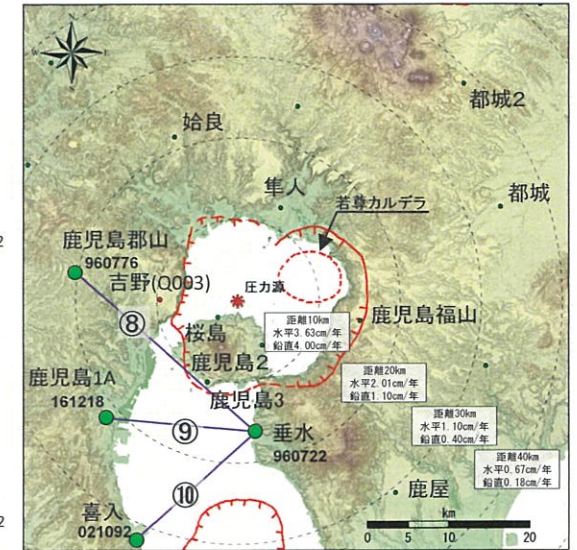 N
W
E
S
都城2
姶良
隼人
都城
若尊カルデラ
2
鹿児島郡山
960776
吉野(Q003)
圧力源
⑧
距離10km
水平3.63cm/年
鉛直4.00cm/年
鹿児島福山
桜島
鹿児島2
距離20km
水平2.01cm/年
鉛直1.10cm/年
鹿児島1A
161218
鹿児島3
距離30km
水平1.10cm/年
鉛直0.40cm/年
⑨
垂水
960722
距離40km
水平0.67cm/年
鉛直0.18cm/年
⑩
鹿屋
喜入
021092
2
km
0
5
10
20